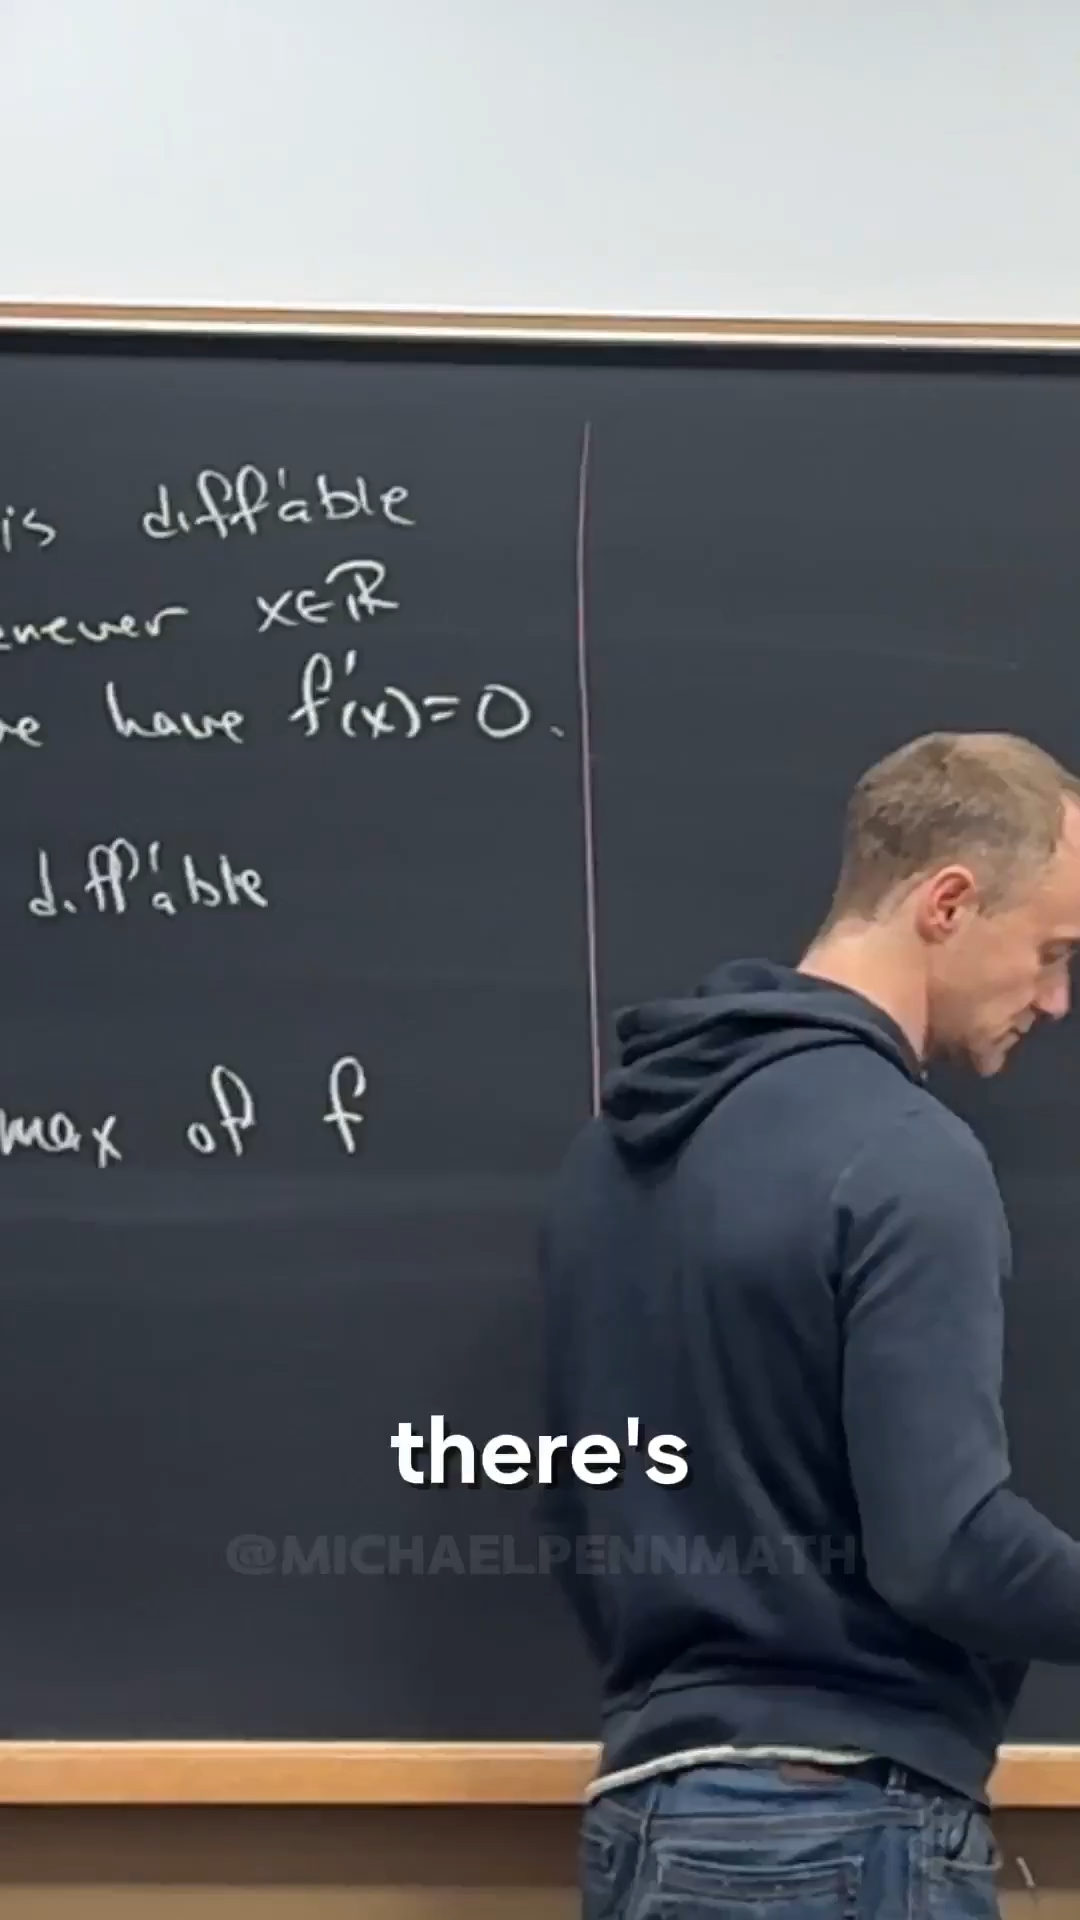 is diff'able
enever x∈ℝ
e have f'(x)=0.
diff'able
max of f
there's
@MICHAELPENNMATH